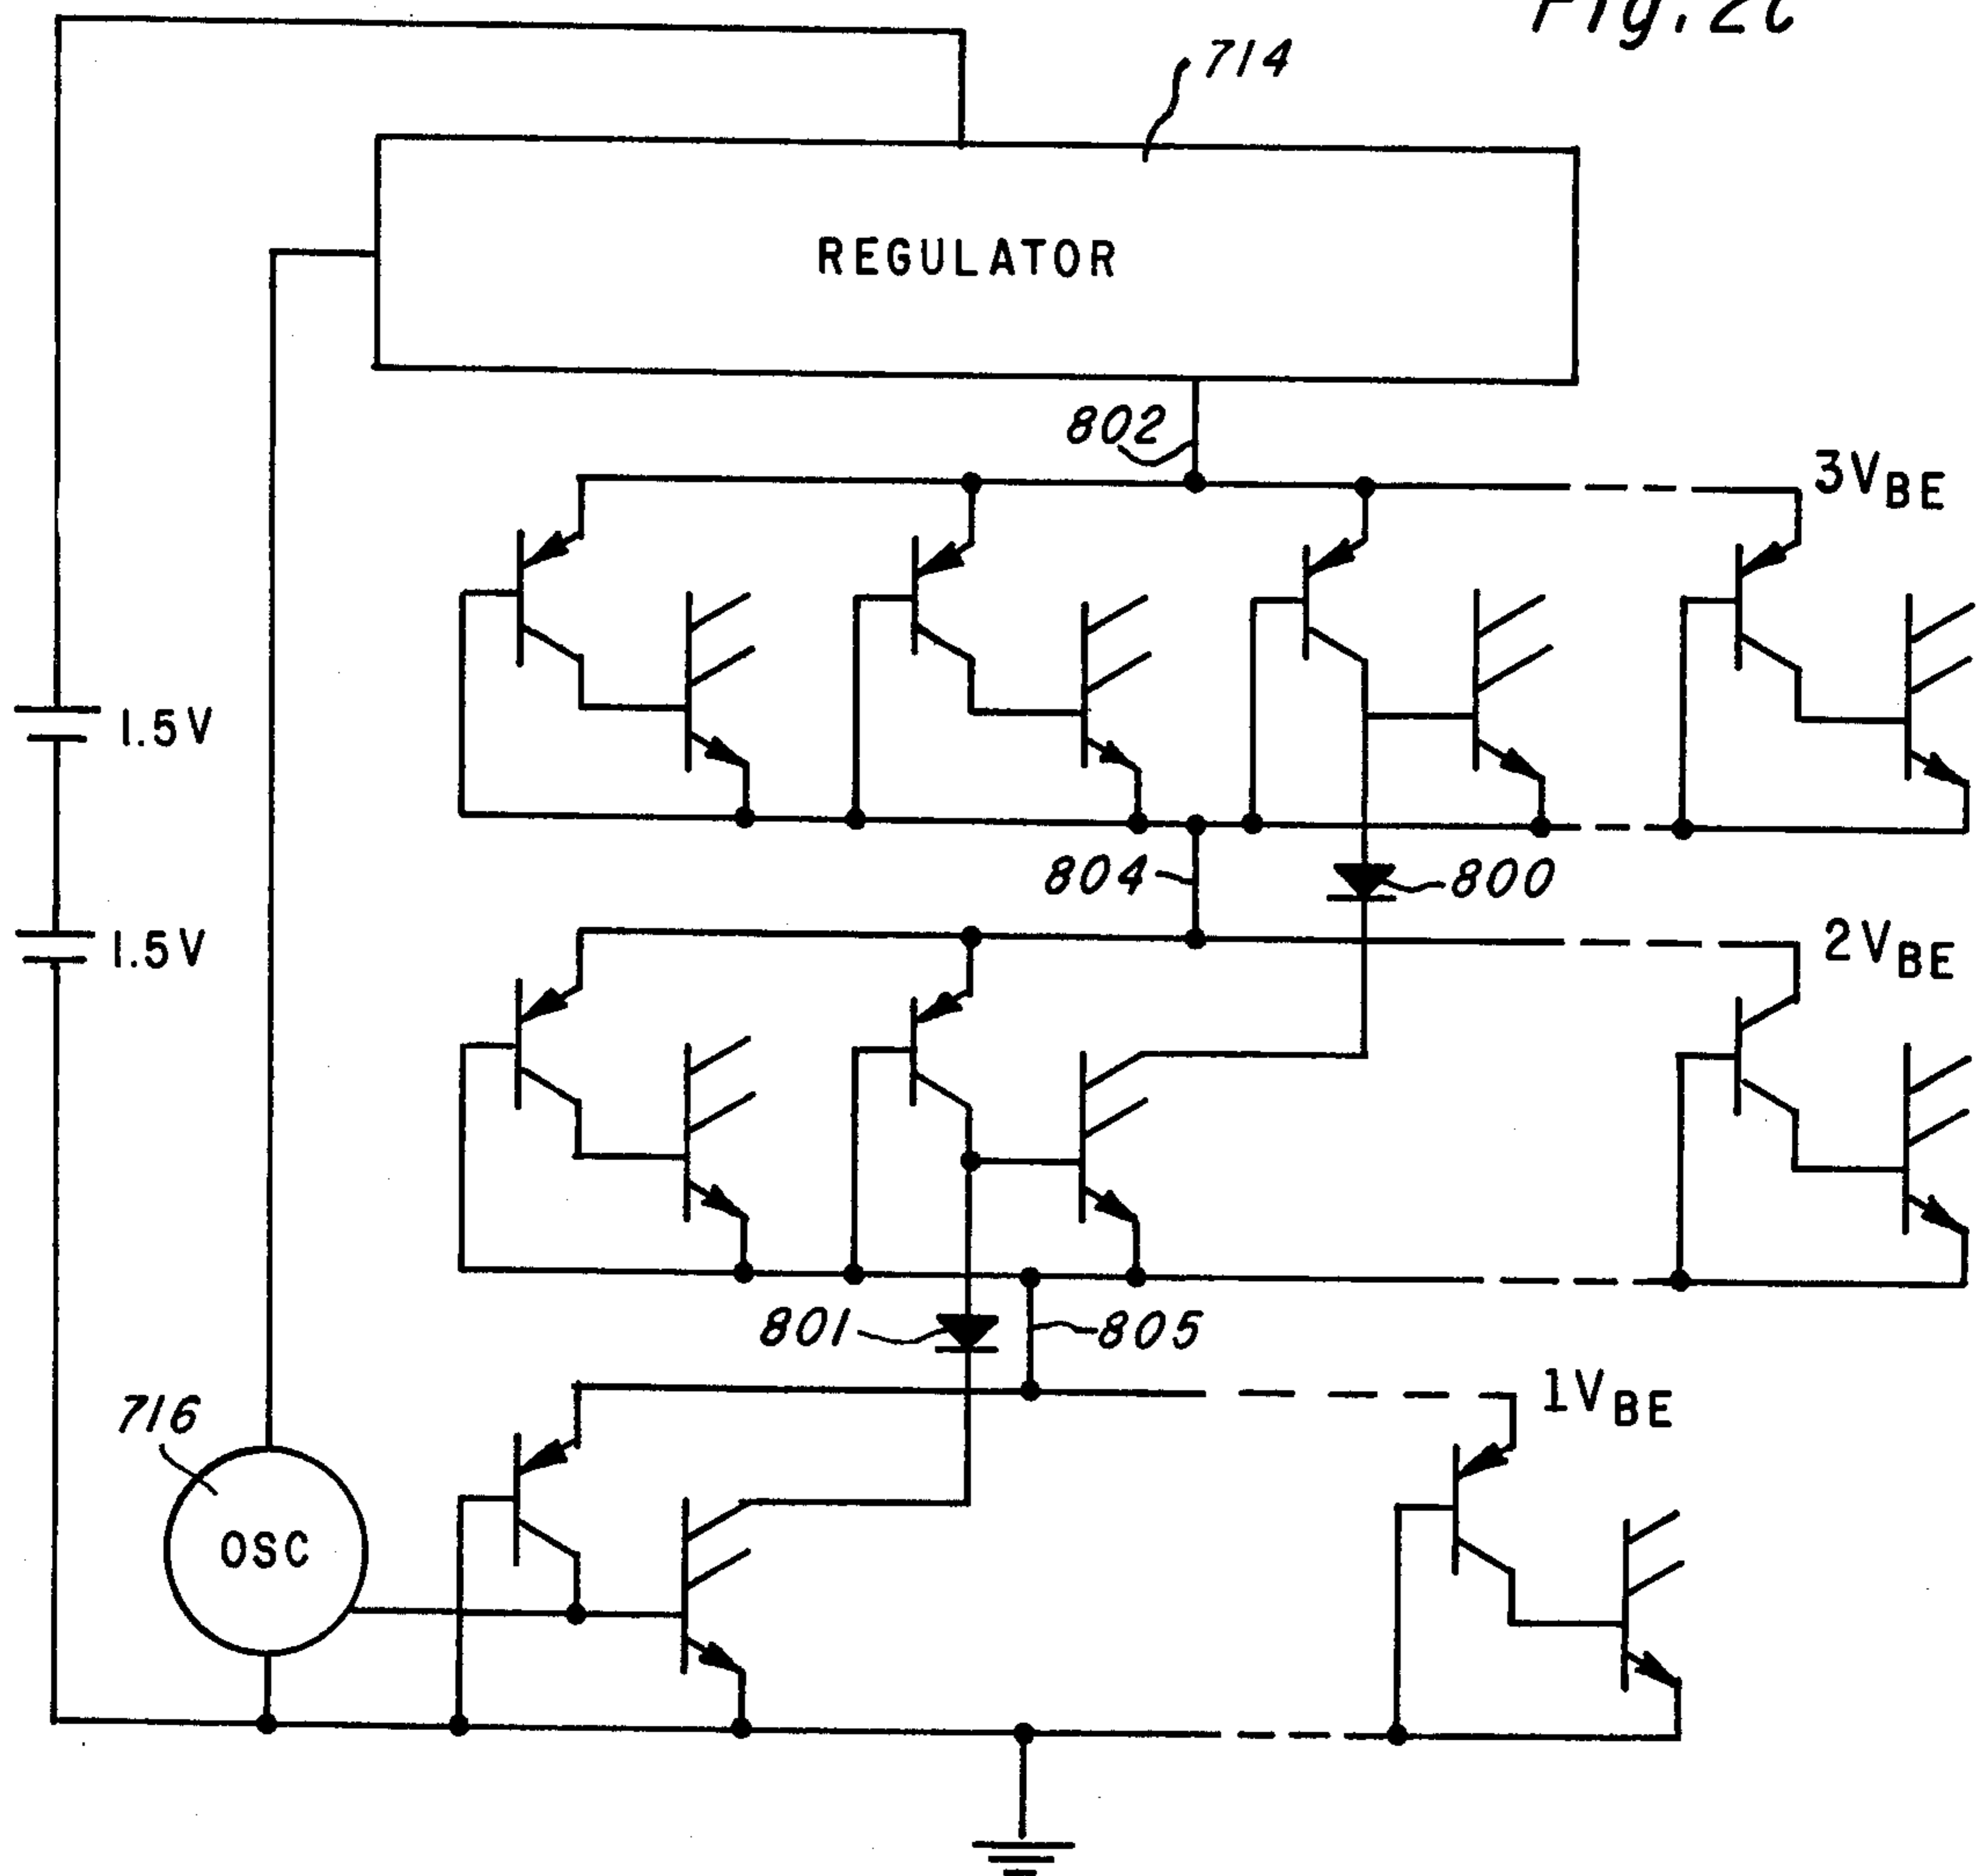 Fig. 2c
714
REGULATOR
802
3VBE
1.5V
804
800
1.5V
2VBE
801
805
716
1VBE
OSC